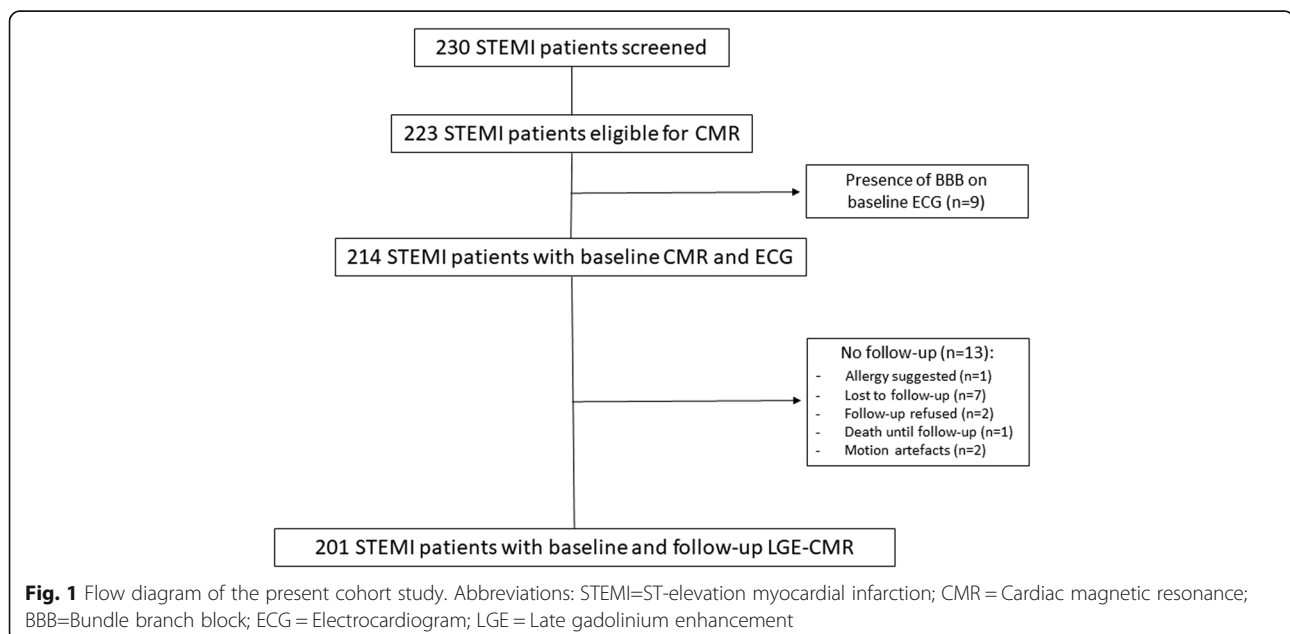 230 STEMI patients screened
223 STEMI patients eligible for CMR
Presence of BBB on
baseline ECG (n=9)
214 STEMI patients with baseline CMR and ECG
No follow-up (n=13):
- Allergy suggested (n=1)
- Lost to follow-up (n=7)
- Follow-up refused (n=2)
- Death until follow-up (n=1)
- Motion artefacts (n=2)
201 STEMI patients with baseline and follow-up LGE-CMR
Fig. 1 Flow diagram of the present cohort study. Abbreviations: STEMI=ST-elevation myocardial infarction; CMR = Cardiac magnetic resonance;
BBB=Bundle branch block; ECG = Electrocardiogram; LGE = Late gadolinium enhancement